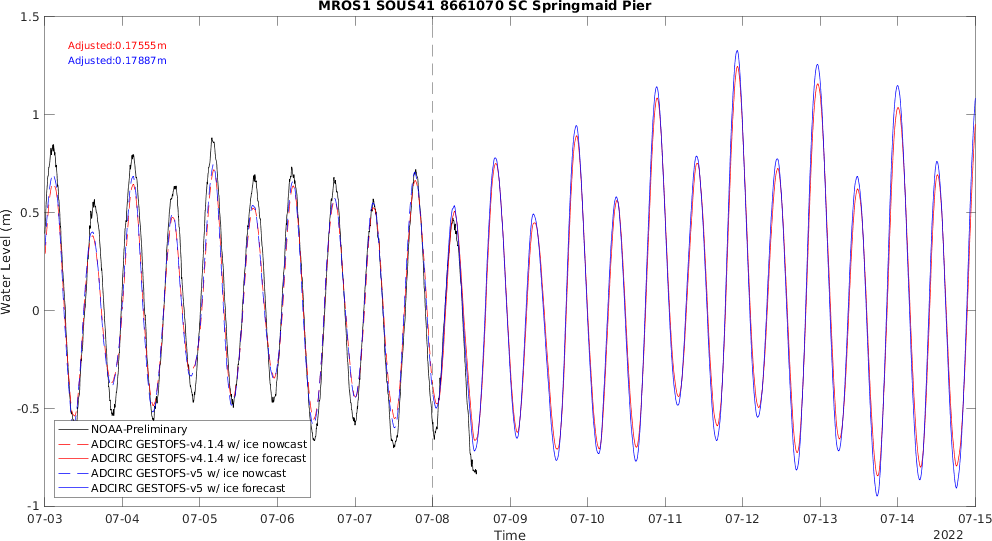 MROS1 SOUS41 8661070 SC Springmaid Pier
1.5
Adjusted:0.17555m
Adjusted:0.17887m
1
0.5
0
-0.5
-1
Water Level (m)
NOAA-Preliminary
ADCIRC GESTOFS-v4.1.4 w/ ice nowcast
ADCIRC GESTOFS-v4.1.4 w/ ice forecast
ADCIRC GESTOFS-v5 w/ ice nowcast
ADCIRC GESTOFS-v5 w/ ice forecast
07-03 07-04 07-05 07-06 07-07 07-08 07-09 07-10 07-11 07-12 07-13 07-14 07-15
Time
2022